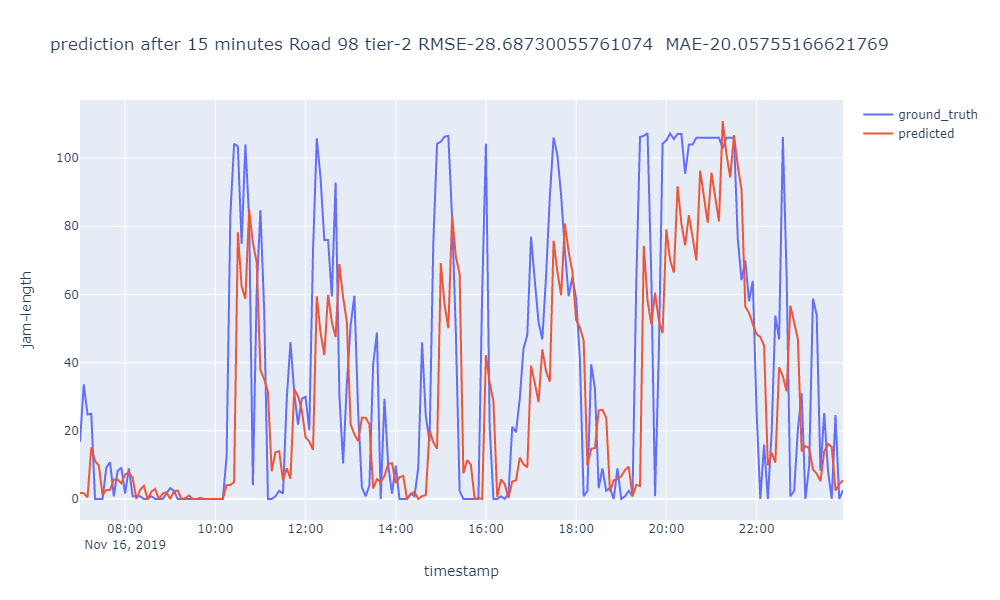 prediction after 15 minutes Road 98 tier-2 RMSE-28.68730055761074  MAE-20.05755166621769
ground_truth
predicted
100
80
60
40
20
0
jam-length
08:00 10:00 12:00 14:00 16:00 18:00 20:00 22:00
Nov 16, 2019
timestamp